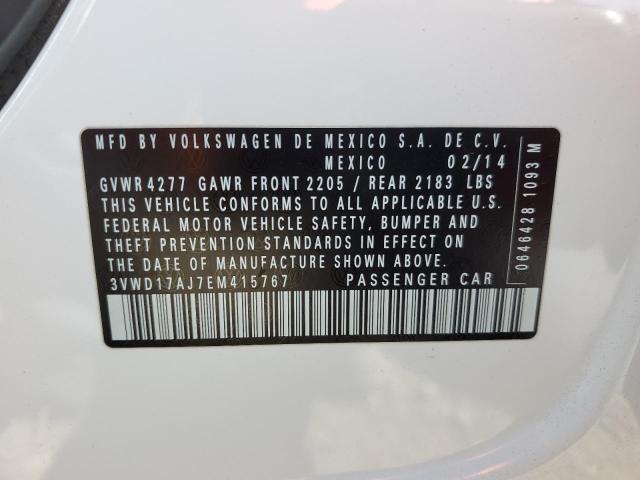 MFD BY VOLKSWAGEN DE MEXICO S.A. DE C.V.
MEXICO 02/14
GVWR 4277 GAWR FRONT 2205 / REAR 2183 LBS
THIS VEHICLE CONFORMS TO ALL APPLICABLE U.S.
FEDERAL MOTOR VEHICLE SAFETY, BUMPER AND
THEFT PREVENTION STANDARDS IN EFFECT ON
THE DATE OF MANUFACTURE SHOWN ABOVE.
3VWD17AJ7EM415767 PASSENGER CAR
0646428 1093 M